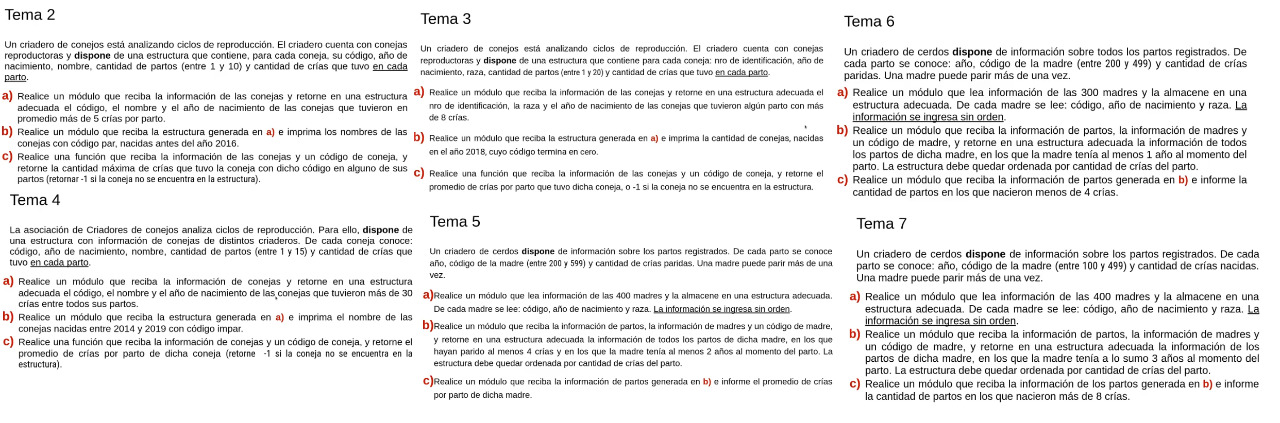 Tema 2
Un criadero de conejos está analizando ciclos de reproducción. El criadero cuenta con conejas
reproductoras y dispone de una estructura que contiene, para cada coneja, su código, año de
nacimiento, nombre, cantidad de partos (entre 1 y 10) y cantidad de crías que tuvo en cada
parto.
a) Realice un módulo que reciba la información de las conejas y retorne en una estructura
adecuada el código, el nombre y el año de nacimiento de las conejas que tuvieron en
promedio más de 5 crías por parto.
b) Realice un módulo que reciba la estructura generada en a) e imprima los nombres de las
conejas con código par, nacidas antes del año 2016.
c) Realice una función que reciba la información de las conejas y un código de coneja, y
retorne la cantidad máxima de crías que tuvo la coneja con dicho código en alguno de sus
partos (retornar -1 si la coneja no se encuentra en la estructura).
Tema 4
La asociación de Criadores de conejos analiza ciclos de reproducción. Para ello, dispone de
una estructura con información de conejas de distintos criaderos. De cada coneja conoce:
código, año de nacimiento, nombre, cantidad de partos (entre 1 y 15) y cantidad de crías que
tuvo en cada parto.
a) Realice un módulo que reciba la información de conejas y retorne en una estructura
adecuada el código, el nombre y el año de nacimiento de las conejas que tuvieron más de 30
crías entre todos sus partos.
b) Realice un módulo que reciba la estructura generada en a) e imprima el nombre de las
conejas nacidas entre 2014 y 2019 con código impar.
c) Realice una función que reciba la información de conejas y un código de coneja, y retorne el
promedio de crías por parto de dicha coneja (retorne -1 si la coneja no se encuentra en la
estructura).
Tema 3
Un criadero de conejos está analizando ciclos de reproducción. El criadero cuenta con conejas
reproductoras y dispone de una estructura que contiene para cada coneja: nro de identificación, año de
nacimiento, raza, cantidad de partos (entre 1 y 20) y cantidad de crías que tuvo en cada parto.
a) Realice un módulo que reciba la información de las conejas y retorne en una estructura adecuada el
nro de identificación, la raza y el año de nacimiento de las conejas que tuvieron algún parto con más
de 8 crías.
b) Realice un módulo que reciba la estructura generada en a) e imprima la cantidad de conejas, nacidas
en el año 2018, cuyo código termina en cero.
c) Realice una función que reciba la información de las conejas y un código de coneja, y retorne el
promedio de crías por parto que tuvo dicha coneja, o -1 si la coneja no se encuentra en la estructura.
Tema 5
Un criadero de cerdos dispone de información sobre los partos registrados. De cada parto se conoce
año, código de la madre (entre 200 y 599) y cantidad de crías paridas. Una madre puede parir más de una
vez.
a)Realice un módulo que lea información de las 400 madres y la almacene en una estructura adecuada.
De cada madre se lee: código, año de nacimiento y raza. La información se ingresa sin orden.
b)Realice un módulo que reciba la información de partos, la información de madres y un código de madre,
y retorne en una estructura adecuada la información de todos los partos de dicha madre, en los que
hayan parido al menos 4 crías y en los que la madre tenía al menos 2 años al momento del parto. La
estructura debe quedar ordenada por cantidad de crías del parto.
c)Realice un módulo que reciba la información de partos generada en b) e informe el promedio de crías
por parto de dicha madre.
Tema 6
Un criadero de cerdos dispone de información sobre todos los partos registrados. De
cada parto se conoce: año, código de la madre (entre 200 y 499) y cantidad de crías
paridas. Una madre puede parir más de una vez.
a) Realice un módulo que lea información de las 300 madres y la almacene en una
estructura adecuada. De cada madre se lee: código, año de nacimiento y raza. La
información se ingresa sin orden.
b) Realice un módulo que reciba la información de partos, la información de madres y
un código de madre, y retorne en una estructura adecuada la información de todos
los partos de dicha madre, en los que la madre tenía al menos 1 año al momento del
parto. La estructura debe quedar ordenada por cantidad de crías del parto.
c) Realice un módulo que reciba la información de partos generada en b) e informe la
cantidad de partos en los que nacieron menos de 4 crías.
Tema 7
Un criadero de cerdos dispone de información sobre los partos registrados. De cada
parto se conoce: año, código de la madre (entre 100 y 499) y cantidad de crías nacidas.
Una madre puede parir más de una vez.
a) Realice un módulo que lea información de las 400 madres y la almacene en una
estructura adecuada. De cada madre se lee: código, año de nacimiento y raza. La
información se ingresa sin orden.
b) Realice un módulo que reciba la información de partos, la información de madres y
un código de madre, y retorne en una estructura adecuada la información de los
partos de dicha madre, en los que la madre tenía a lo sumo 3 años al momento del
parto. La estructura debe quedar ordenada por cantidad de crías del parto.
c) Realice un módulo que reciba la información de los partos generada en b) e informe
la cantidad de partos en los que nacieron más de 8 crías.